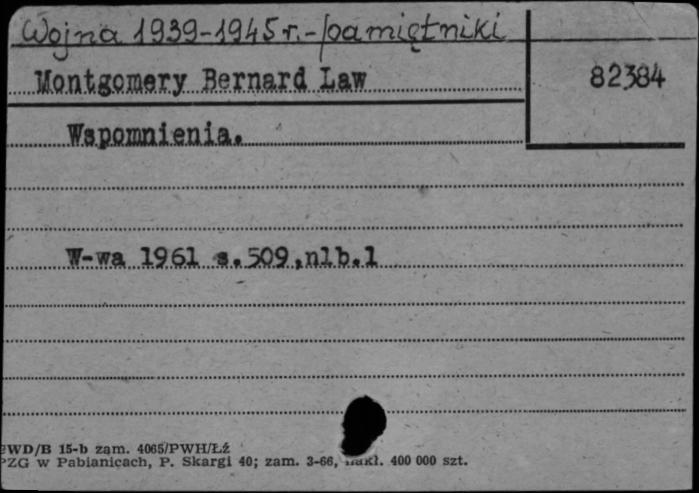 Wojna 1939-1945 r.-pamiętniki
Montgomery Bernard Law
82384
Wspomnienia.
W-wa 1961 s.509,nlb.1
WD/B 15-b zam. 4065/PWH/Łź
PZG w Pabianicach, P. Skargi 40; zam. 3-66, nakł. 400 000 szt.